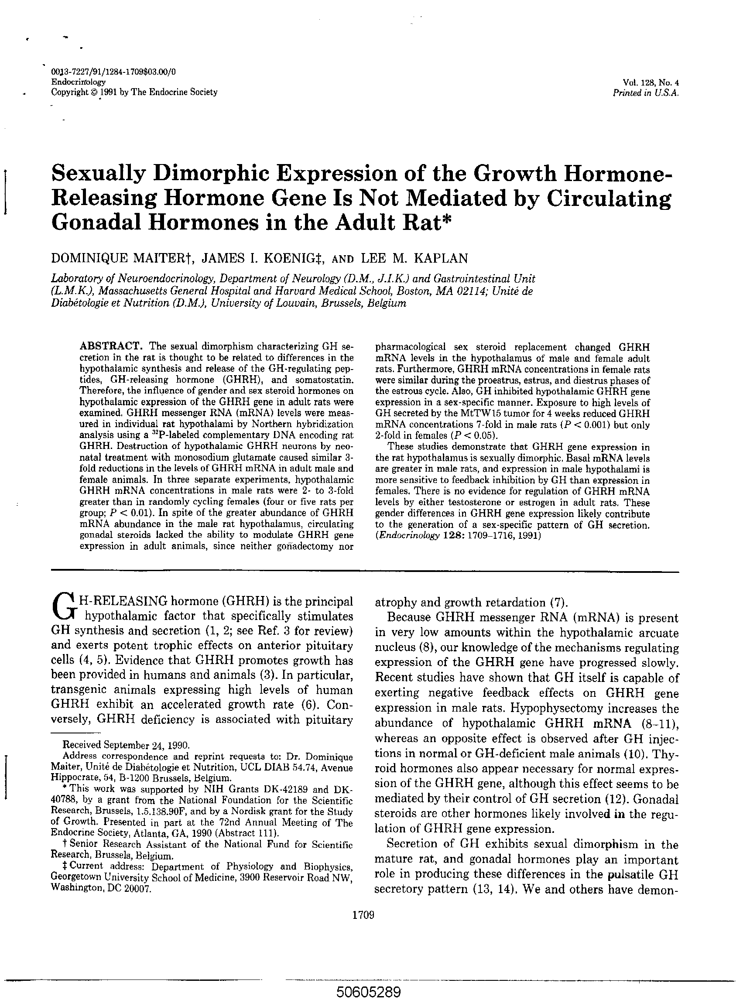 0013-7227/91/1284-1709$03.00/0
Endocrinology
Copyright © 1991 by The Endocrine Society
Vol. 128, No. 4
Printed in U.S.A.
Sexually Dimorphic Expression of the Growth Hormone-
Releasing Hormone Gene Is Not Mediated by Circulating
Gonadal Hormones in the Adult Rat*
DOMINIQUE MAITER†, JAMES I. KOENIG‡, AND LEE M. KAPLAN
Laboratory of Neuroendocrinology, Department of Neurology (D.M., J.I.K.) and Gastrointestinal Unit
(L.M.K.), Massachusetts General Hospital and Harvard Medical School, Boston, MA 02114; Unité de
Diabétologie et Nutrition (D.M.), University of Louvain, Brussels, Belgium
ABSTRACT. The sexual dimorphism characterizing GH se-
cretion in the rat is thought to be related to differences in the
hypothalamic synthesis and release of the GH-regulating pep-
tides, GH-releasing hormone (GHRH), and somatostatin.
Therefore, the influence of gender and sex steroid hormones on
hypothalamic expression of the GHRH gene in adult rats were
examined. GHRH messenger RNA (mRNA) levels were meas-
ured in individual rat hypothalami by Northern hybridization
analysis using a ³²P-labeled complementary DNA encoding rat
GHRH. Destruction of hypothalamic GHRH neurons by neo-
natal treatment with monosodium glutamate caused similar 3-
fold reductions in the levels of GHRH mRNA in adult male and
female animals. In three separate experiments, hypothalamic
GHRH mRNA concentrations in male rats were 2- to 3-fold
greater than in randomly cycling females (four or five rats per
group; P < 0.01). In spite of the greater abundance of GHRH
mRNA abundance in the male rat hypothalamus, circulating
gonadal steroids lacked the ability to modulate GHRH gene
expression in adult animals, since neither gonadectomy nor
pharmacological sex steroid replacement changed GHRH
mRNA levels in the hypothalamus of male and female adult
rats. Furthermore, GHRH mRNA concentrations in female rats
were similar during the proestrus, estrus, and diestrus phases of
the estrous cycle. Also, GH inhibited hypothalamic GHRH gene
expression in a sex-specific manner. Exposure to high levels of
GH secreted by the MtTW15 tumor for 4 weeks reduced GHRH
mRNA concentrations 7-fold in male rats (P < 0.001) but only
2-fold in females (P < 0.05).
These studies demonstrate that GHRH gene expression in
the rat hypothalamus is sexually dimorphic. Basal mRNA levels
are greater in male rats, and expression in male hypothalami is
more sensitive to feedback inhibition by GH than expression in
females. There is no evidence for regulation of GHRH mRNA
levels by either testosterone or estrogen in adult rats. These
gender differences in GHRH gene expression likely contribute
to the generation of a sex-specific pattern of GH secretion.
(Endocrinology 128: 1709–1716, 1991)
GH-RELEASING hormone (GHRH) is the principal
hypothalamic factor that specifically stimulates
GH synthesis and secretion (1, 2; see Ref. 3 for review)
and exerts potent trophic effects on anterior pituitary
cells (4, 5). Evidence that GHRH promotes growth has
been provided in humans and animals (3). In particular,
transgenic animals expressing high levels of human
GHRH exhibit an accelerated growth rate (6). Con-
versely, GHRH deficiency is associated with pituitary
Received September 24, 1990.
Address correspondence and reprint requests to: Dr. Dominique
Maiter, Unité de Diabétologie et Nutrition, UCL DIAB 54.74, Avenue
Hippocrate, 54, B-1200 Brussels, Belgium.
* This work was supported by NIH Grants DK-42189 and DK-
40788, by a grant from the National Foundation for the Scientific
Research, Brussels, 1.5.138.90F, and by a Nordisk grant for the Study
of Growth. Presented in part at the 72nd Annual Meeting of The
Endocrine Society, Atlanta, GA, 1990 (Abstract 111).
† Senior Research Assistant of the National Fund for Scientific
Research, Brussels, Belgium.
‡ Current address: Department of Physiology and Biophysics,
Georgetown University School of Medicine, 3900 Reservoir Road NW,
Washington, DC 20007.
atrophy and growth retardation (7).
Because GHRH messenger RNA (mRNA) is present
in very low amounts within the hypothalamic arcuate
nucleus (8), our knowledge of the mechanisms regulating
expression of the GHRH gene have progressed slowly.
Recent studies have shown that GH itself is capable of
exerting negative feedback effects on GHRH gene
expression in male rats. Hypophysectomy increases the
abundance of hypothalamic GHRH mRNA (8–11),
whereas an opposite effect is observed after GH injec-
tions in normal or GH-deficient male animals (10). Thy-
roid hormones also appear necessary for normal expres-
sion of the GHRH gene, although this effect seems to be
mediated by their control of GH secretion (12). Gonadal
steroids are other hormones likely involved in the regu-
lation of GHRH gene expression.
Secretion of GH exhibits sexual dimorphism in the
mature rat, and gonadal hormones play an important
role in producing these differences in the pulsatile GH
secretory pattern (13, 14). We and others have demon-
1709
50605289